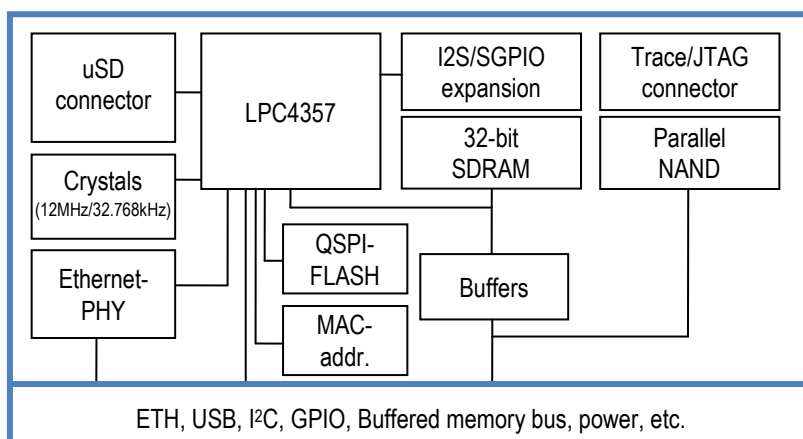 uSD
connector
LPC4357
I2S/SGPIO
expansion
Trace/JTAG
connector
Crystals
(12MHz/32.768kHz)
32-bit
SDRAM
Parallel
NAND
Ethernet-
PHY
QSPI-
FLASH
Buffers
MAC-
addr.
ETH, USB, I²C, GPIO, Buffered memory bus, power, etc.